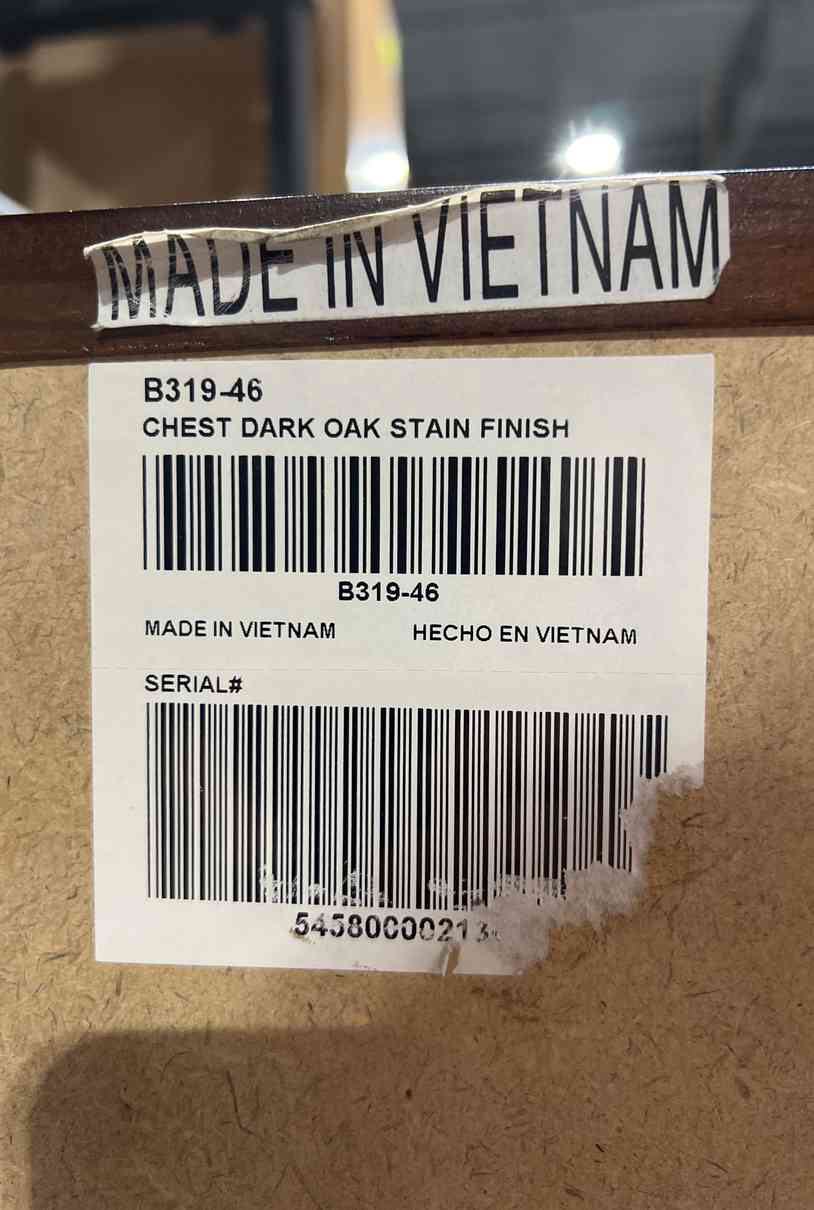 MADE IN VIETNAM
B319-46
CHEST DARK OAK STAIN FINISH
B319-46
MADE IN VIETNAM HECHO EN VIETNAM
SERIAL#